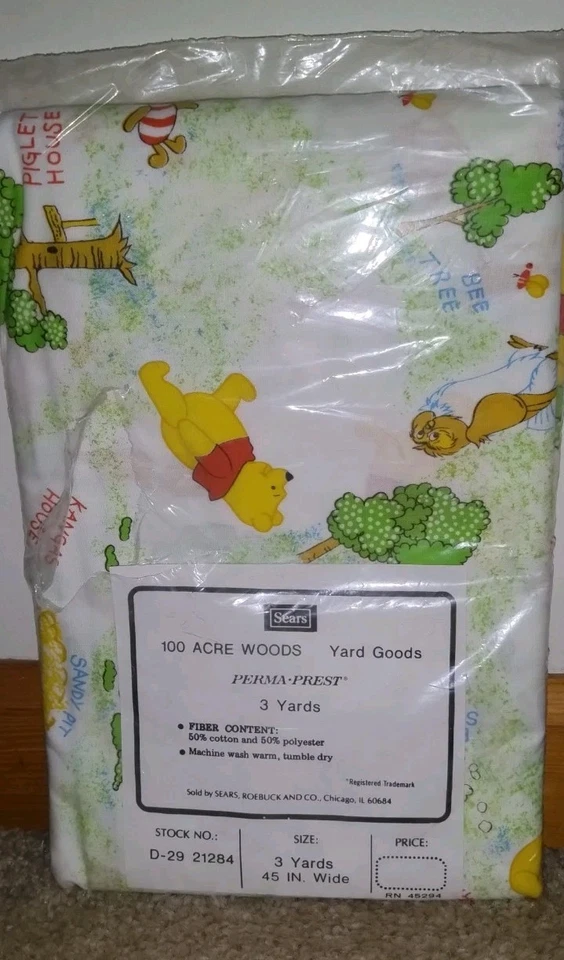 PIGLET
HOUSE
BEE
TREE
KANGAS
HOUSE
SANDY PIT
Sears
100 ACRE WOODS Yard Goods
PERMA·PREST*
3 Yards
• FIBER CONTENT:
50% cotton and 50% polyester
• Machine wash warm, tumble dry
*Registered Trademark
Sold by SEARS, ROEBUCK AND CO., Chicago, IL 60684
STOCK NO.:
D-29 21284
SIZE:
3 Yards
45 IN. Wide
PRICE:
RN 45294